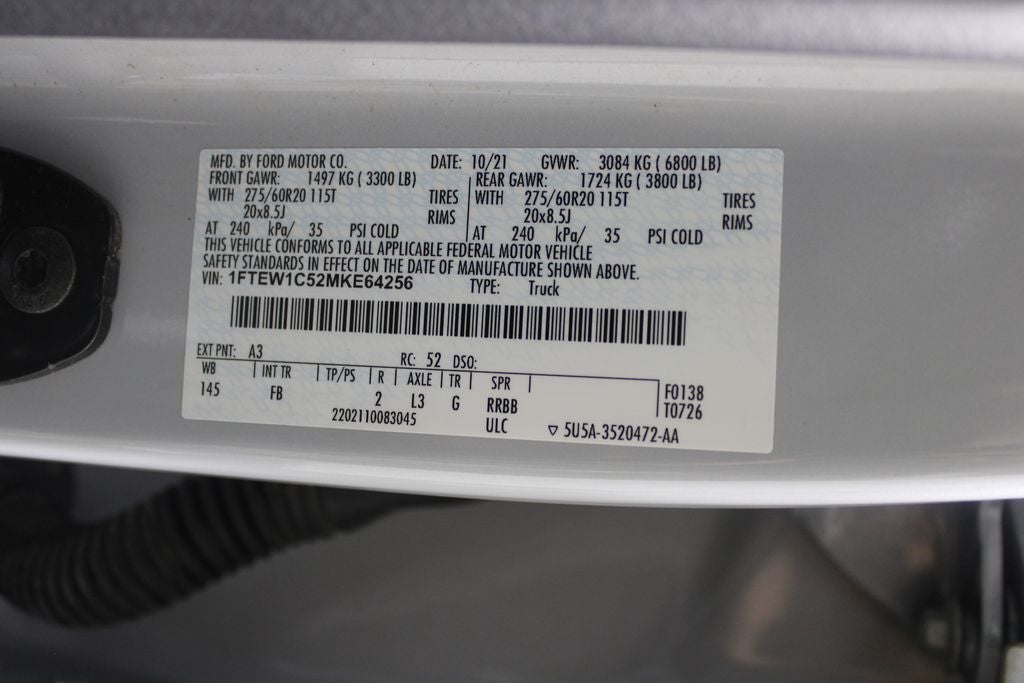 MFD. BY FORD MOTOR CO. DATE: 10/21 GVWR: 3084 KG ( 6800 LB)
FRONT GAWR: 1497 KG ( 3300 LB) REAR GAWR: 1724 KG ( 3800 LB)
WITH 275/60R20 115T TIRES WITH 275/60R20 115T TIRES
20x8.5J RIMS 20x8.5J RIMS
AT 240 kPa/ 35 PSI COLD AT 240 kPa/ 35 PSI COLD
THIS VEHICLE CONFORMS TO ALL APPLICABLE FEDERAL MOTOR VEHICLE
SAFETY STANDARDS IN EFFECT ON THE DATE OF MANUFACTURE SHOWN ABOVE.
VIN: 1FTEW1C52MKE64256 TYPE: Truck
EXT PNT: A3 RC: 52 DSO:
WB INT TR TP/PS R AXLE TR SPR F0138
145 FB 2 L3 G RRBB T0726
2202110083045 ULC ▽ 5U5A-3520472-AA